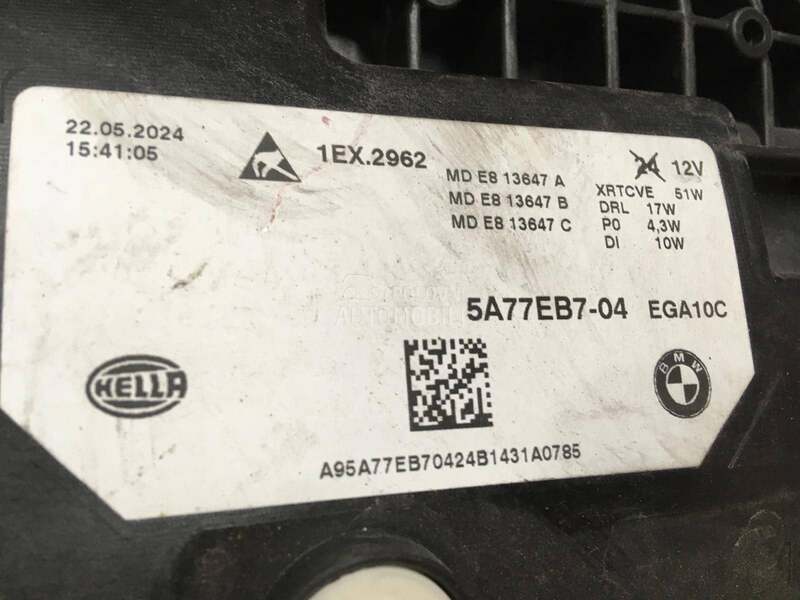 22.05.2024
15:41:05
1EX.2962
MD E8 13647 A
MD E8 13647 B
MD E8 13647 C
24 12V
XRTCVE 51W
DRL 17W
P0 4,3W
DI 10W
5A77EB7-04 EGA10C
HELLA
BMW
A95A77EB70424B1431A0785